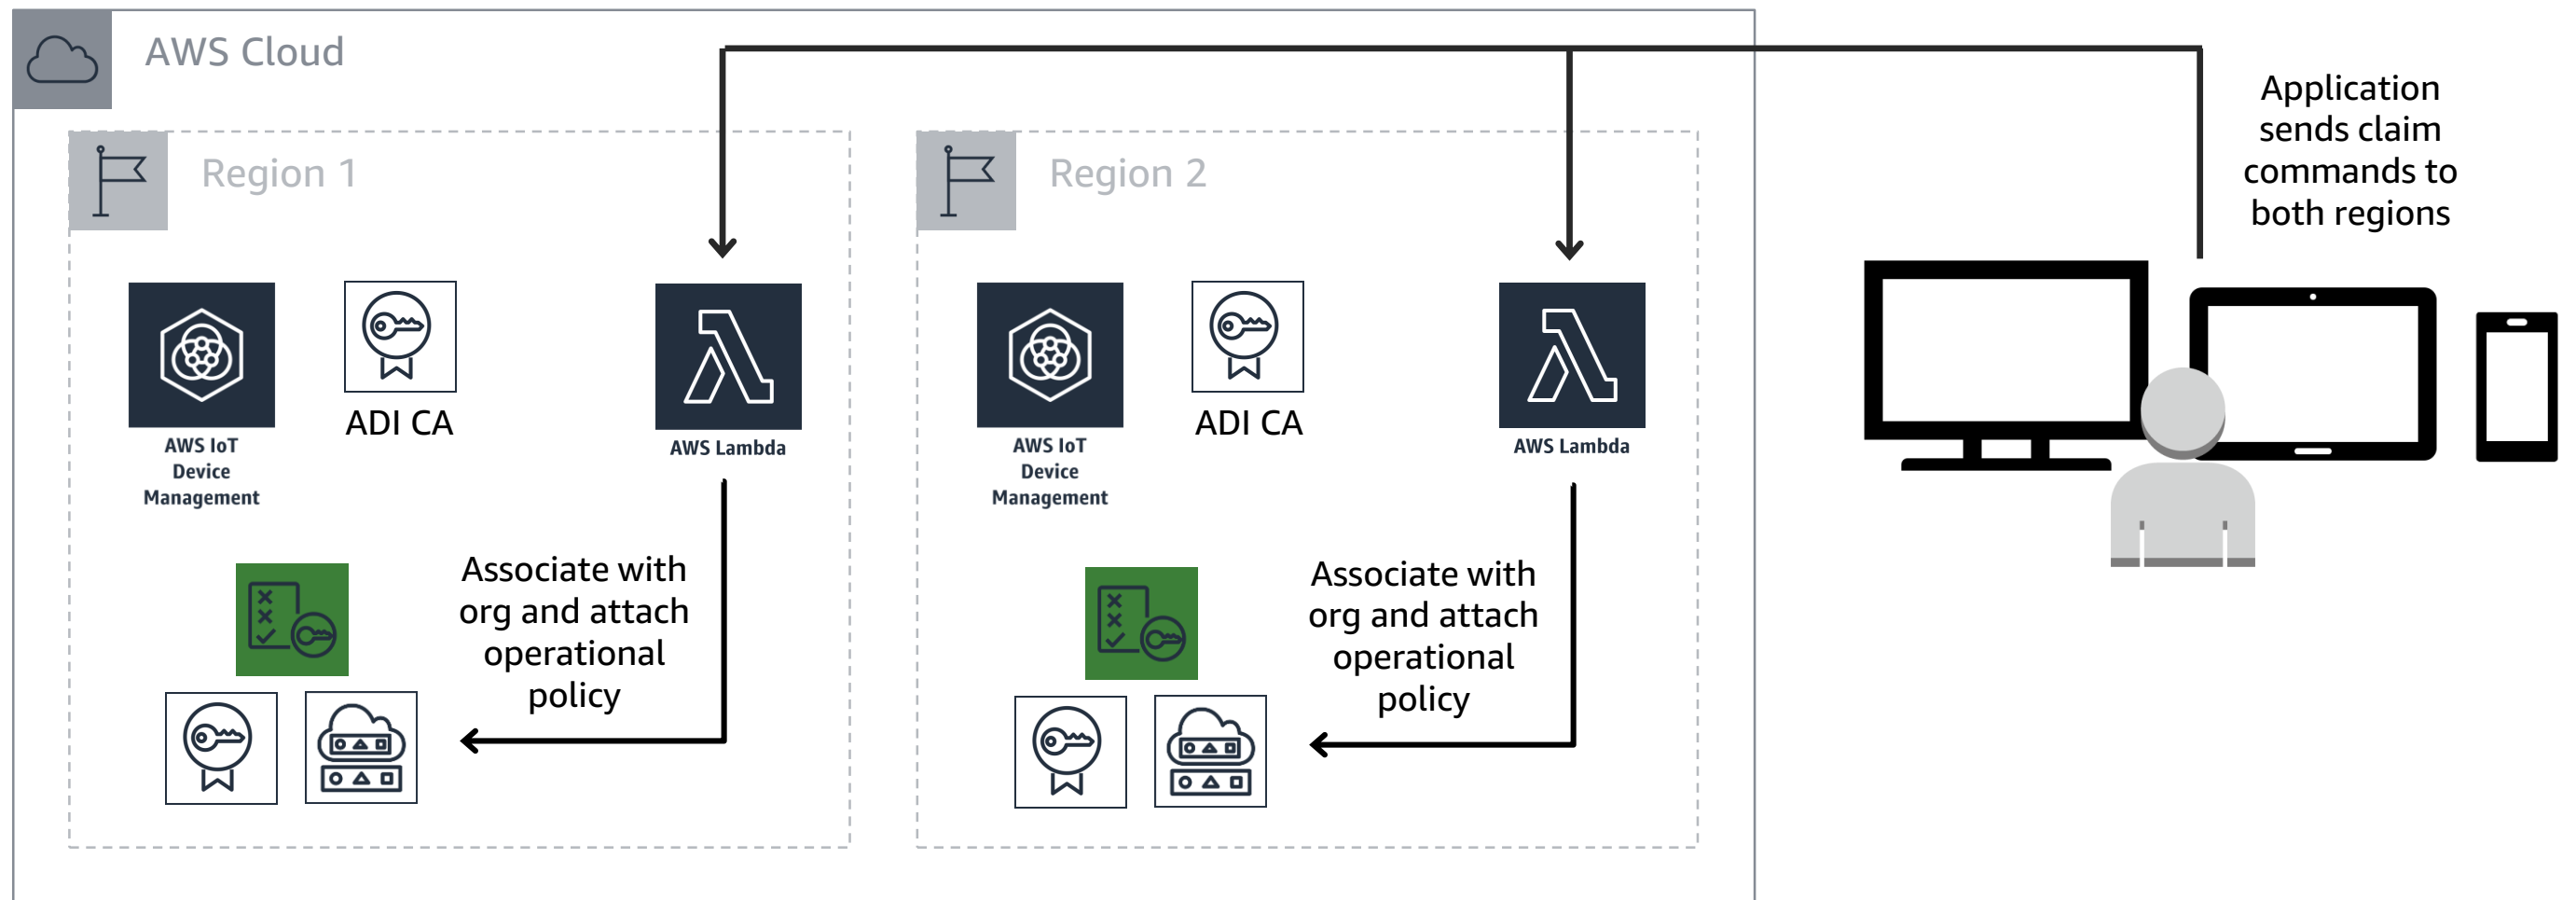 AWS Cloud
Application
sends claim
commands to
both regions
Region 1
Region 2
AWS IoT
Device
Management
ADI CA
AWS Lambda
AWS IoT
Device
Management
ADI CA
AWS Lambda
Associate with
org and attach
operational
policy
Associate with
org and attach
operational
policy